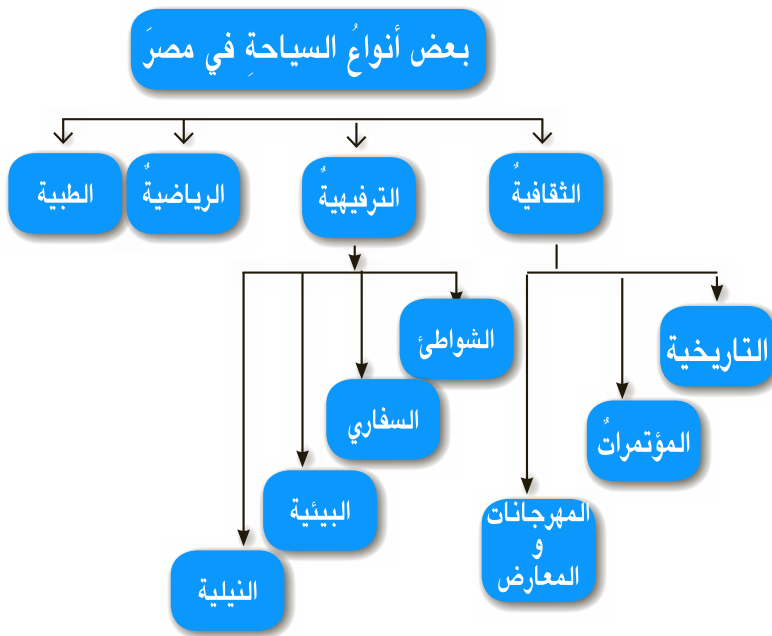 بعض أنواعُ السياحةِ في مصرَ
الثقافيةُ
الترفيهيةُ
الرياضيةُ
الطبية
التاريخية
المؤتمراتُ
المهرجانات
و
المعارض
الشواطئ
السفاري
البيئية
النيلية